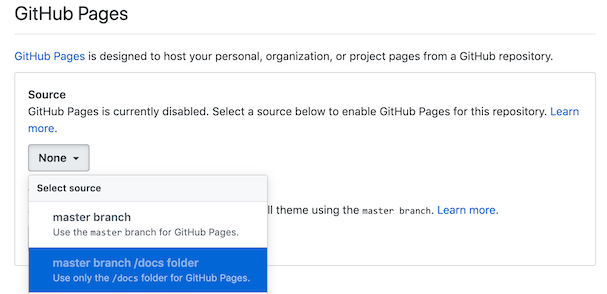 GitHub Pages
GitHub Pages is designed to host your personal, organization, or project pages from a GitHub repository.
Source
GitHub Pages is currently disabled. Select a source below to enable GitHub Pages for this repository. Learn
more.
None
Select source
master branch
Use the master branch for GitHub Pages.
ll theme using the master branch. Learn more.
master branch /docs folder
Use only the /docs folder for GitHub Pages.